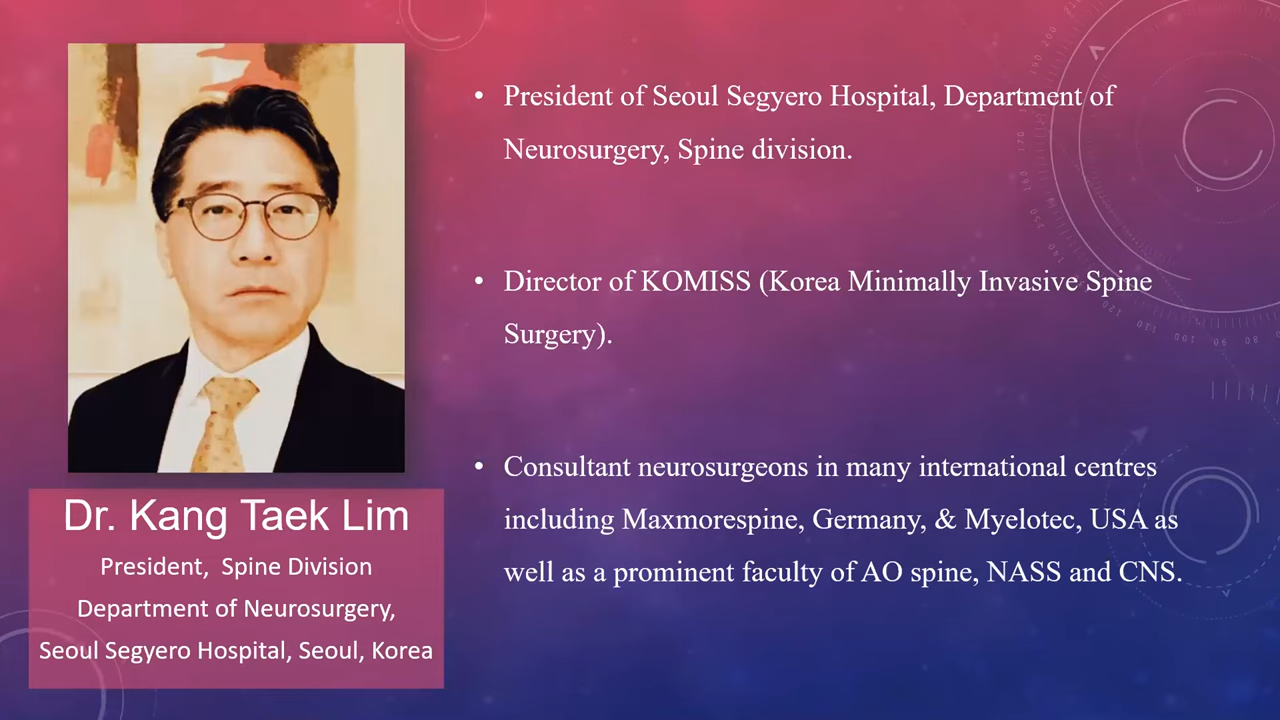 Dr. Kang Taek Lim
President, Spine Division
Department of Neurosurgery,
Seoul Segyero Hospital, Seoul, Korea
• President of Seoul Segyero Hospital, Department of
Neurosurgery, Spine division.
• Director of KOMISS (Korea Minimally Invasive Spine
Surgery).
• Consultant neurosurgeons in many international centres
including Maxmorespine, Germany, & Myelotec, USA as
well as a prominent faculty of AO spine, NASS and CNS.